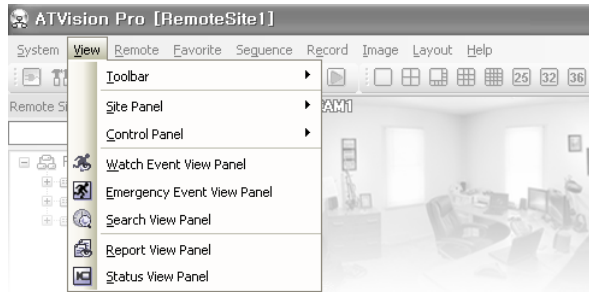 ATVision Pro [RemoteSite1]
System View Remote Favorite Sequence Record Image Layout Help
25 32 36
Toolbar
Remote Si
Site Panel
AM1
Control Panel
Watch Event View Panel
Emergency Event View Panel
Search View Panel
Report View Panel
Status View Panel